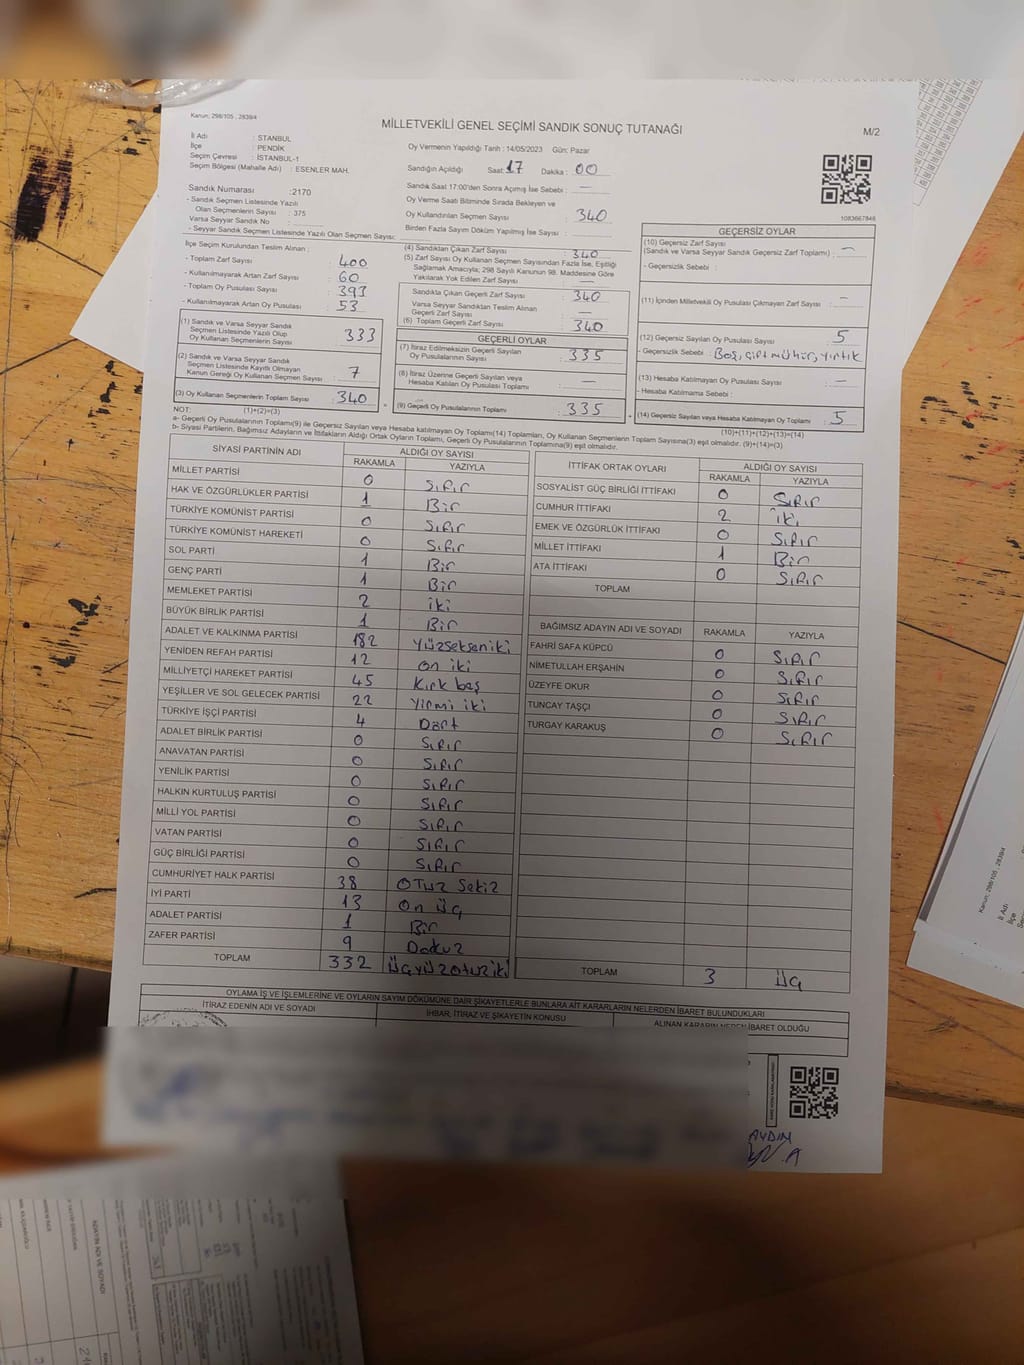 Kanun: 298/105 , 2839/4
MİLLETVEKİLİ GENEL SEÇİMİ SANDIK SONUÇ TUTANAĞI
M/2
İl Adı : İSTANBUL
İlçe : PENDİK
Seçim Çevresi : İSTANBUL-1
Seçim Bölgesi (Mahalle Adı) : ESENLER MAH.
Oy Vermenin Yapıldığı Tarih : 14/05/2023 Gün: Pazar
Sandığın Açıldığı Saat: 17 Dakika : 00
Sandık Saat 17:00'den Sonra Açımış İse Sebebi : —
Oy Verme Saati Bitiminde Sırada Bekleyen ve
Oy Kullandırılan Seçmen Sayısı : 340
Birden Fazla Sayım Döküm Yapılmış İse Sayısı :
1083667846
Sandık Numarası :2170
- Sandık Seçmen Listesinde Yazılı
Olan Seçmenlerin Sayısı : 375
Varsa Seyyar Sandık No :
- Seyyar Sandık Seçmen Listesinde Yazılı Olan Seçmen Sayısı:
İlçe Seçim Kurulundan Teslim Alınan :
- Toplam Zarf Sayısı : 400
- Kullanılmayarak Artan Zarf Sayısı : 60
- Toplam Oy Pusulası : 393
- Kullanılmayarak Artan Oy Pusulası : 53
(1) Sandık ve Varsa Seyyar Sandık
Seçmen Listesinde Yazılı Olup
Oy Kullanan Seçmenlerin Sayısı : 333
(2) Sandık ve Varsa Seyyar Sandık
Seçmen Listesinde Kayıtlı Olmayan
Kanun Gereği Oy Kullanan Seçmen Sayısı : 7
(3) Oy Kullanan Seçmenlerin Toplam Sayısı : 340
(1)+(2)=(3)
(4) Sandıktan Çıkan Zarf Sayısı : 340
(5) Zarf Sayısı Oy Kullanan Seçmen Sayısından Fazla İse, Eşitliği
Sağlamak Amacıyla; 298 Sayılı Kanunun 98. Maddesine Göre
Yakılarak Yok Edilen Zarf Sayısı : —
Sandıkta Çıkan Geçerli Zarf Sayısı : 340
Varsa Seyyar Sandıktan Teslim Alınan
Geçerli Zarf Sayısı : —
(6) Toplam Geçerli Zarf Sayısı : 340
GEÇERLİ OYLAR
(7) İtiraz Edilmeksizin Geçerli Sayılan
Oy Pusulalarının Sayısı : 335
(8) İtiraz Üzerine Geçerli Sayılan veya
Hesaba Katılan Oy Pusulası Toplamı : —
(9) Geçerli Oy Pusulalarının Toplamı : 335
GEÇERSİZ OYLAR
(10) Geçersiz Zarf Sayısı
(Sandık ve Varsa Seyyar Sandık Geçersiz Zarf Toplamı) : —
- Geçersizlik Sebebi :
(11) İçinden Milletvekili Oy Pusulası Çıkmayan Zarf Sayısı : —
(12) Geçersiz Sayılan Oy Pusulası Sayısı : 5
- Geçersizlik Sebebi : Boş, çift mühür, yırtık
(13) Hesaba Katılmayan Oy Pusulası Sayısı : —
- Hesaba Katılmama Sebebi :
(14) Geçersiz Sayılan veya Hesaba Katılmayan Oy Toplamı : 5
(10)+(11)+(12)+(13)=(14)
NOT:
a- Geçerli Oy Pusulalarının Toplamı(9) ile Geçersiz Sayılan veya Hesaba katılmayan Oy Toplamı(14) Toplamları, Oy Kullanan Seçmenlerin Toplam Sayısına(3) eşit olmalıdır. (9)+(14)=(3)
b- Siyasi Partilerin, Bağımsız Adayların ve İttifakların Aldığı Ortak Oyların Toplamı, Geçerli Oy Pusulalarının Toplamına(9) eşit olmalıdır.
SİYASİ PARTİNİN ADI ALDIĞI OY SAYISI
RAKAMLA YAZIYLA
MİLLET PARTİSİ 0 Sıfır
HAK VE ÖZGÜRLÜKLER PARTİSİ 1 Bir
TÜRKİYE KOMÜNİST PARTİSİ 0 Sıfır
TÜRKİYE KOMÜNİST HAREKETİ 0 Sıfır
SOL PARTİ 1 Bir
GENÇ PARTİ 1 Bir
MEMLEKET PARTİSİ 2 iki
BÜYÜK BİRLİK PARTİSİ 1 Bir
ADALET VE KALKINMA PARTİSİ 182 Yüzseksen iki
YENİDEN REFAH PARTİSİ 12 on iki
MİLLİYETÇİ HAREKET PARTİSİ 45 Kırk beş
YEŞİLLER VE SOL GELECEK PARTİSİ 22 Yirmi iki
TÜRKİYE İŞÇİ PARTİSİ 4 Dört
ADALET BİRLİK PARTİSİ 0 Sıfır
ANAVATAN PARTİSİ 0 Sıfır
YENİLİK PARTİSİ 0 Sıfır
HALKIN KURTULUŞ PARTİSİ 0 Sıfır
MİLLİ YOL PARTİSİ 0 Sıfır
VATAN PARTİSİ 0 Sıfır
GÜÇ BİRLİĞİ PARTİSİ 0 Sıfır
CUMHURİYET HALK PARTİSİ 38 OTuz Sekiz
İYİ PARTİ 13 On üç
ADALET PARTİSİ 1 Bir
ZAFER PARTİSİ 9 Dokuz
TOPLAM 332 Üçyüzotuziki
İTTİFAK ORTAK OYLARI ALDIĞI OY SAYISI
RAKAMLA YAZIYLA
SOSYALİST GÜÇ BİRLİĞİ İTTİFAKI 0 Sıfır
CUMHUR İTTİFAKI 2 iki
EMEK VE ÖZGÜRLÜK İTTİFAKI 0 Sıfır
MİLLET İTTİFAKI 1 Bir
ATA İTTİFAKI 0 Sıfır
TOPLAM
BAĞIMSIZ ADAYIN ADI VE SOYADI RAKAMLA YAZIYLA
FAHRİ SAFA KÜPCÜ 0 Sıfır
NİMETULLAH ERŞAHİN 0 Sıfır
ÜZEYFE OKUR 0 Sıfır
TUNCAY TAŞÇI 0 Sıfır
TURGAY KARAKUŞ 0 Sıfır
TOPLAM 3 Üç
OYLAMA İŞ VE İŞLEMLERİNE VE OYLARIN SAYIM DÖKÜMÜNE DAİR ŞİKAYETLERLE BUNLARA AİT KARARLARIN NELERDEN İBARET BULUNDUKLARI
İTİRAZ EDENİN ADI VE SOYADI İHBAR, İTİRAZ VE ŞİKAYETİN KONUSU ALINAN KARARIN NEDEN İBARET OLDUĞU
AYDIN
Kanun: 298/105 , 2839/4
İl Adı
İlçe
ADAYIN ADI VE SOYADI